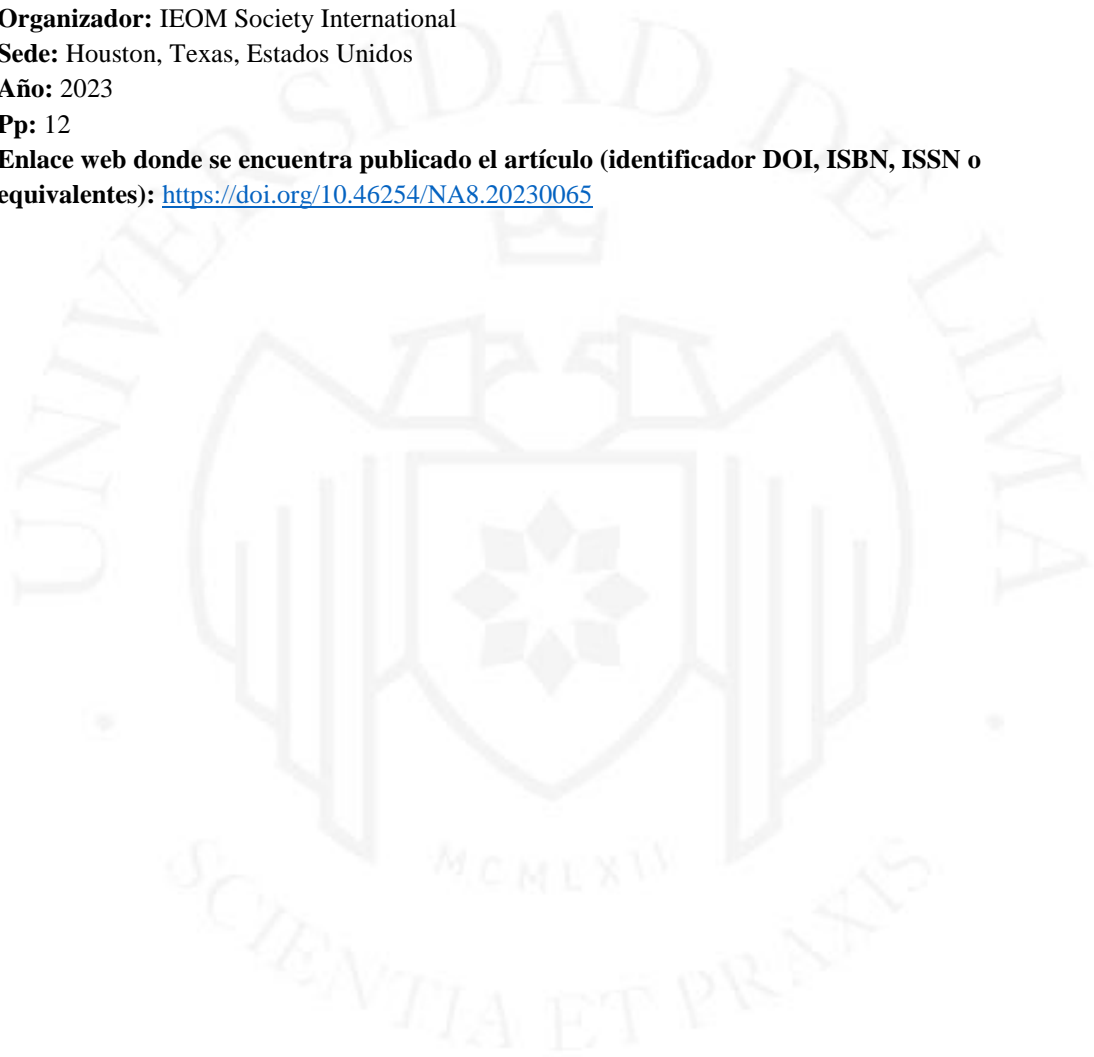 Organizador: IEOM Society International
Sede: Houston, Texas, Estados Unidos
Año: 2023
Pp: 12
Enlace web donde se encuentra publicado el artículo (identificador DOI, ISBN, ISSN o
equivalentes): https://doi.org/10.46254/NA8.20230065
UNIVERSIDAD DE LIMA
MCMLXII
SCIENTIA ET PRAXIS